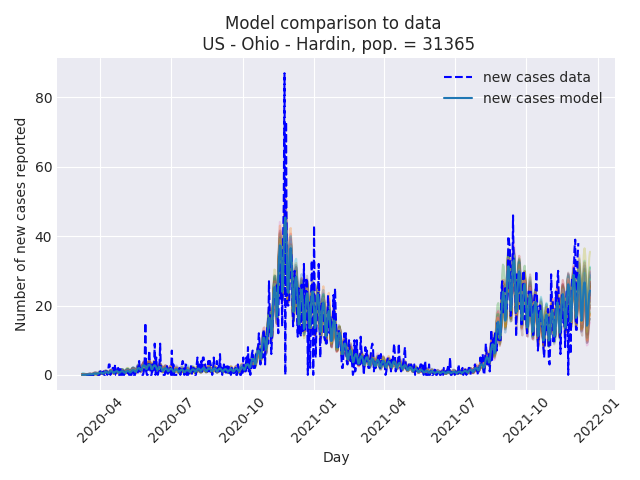 Model comparison to data
US - Ohio - Hardin, pop. = 31365
new cases data
new cases model
Number of new cases reported
80
60
40
20
0
2020-04
2020-07
2020-10
2021-01
2021-04
2021-07
2021-10
2022-01
Day